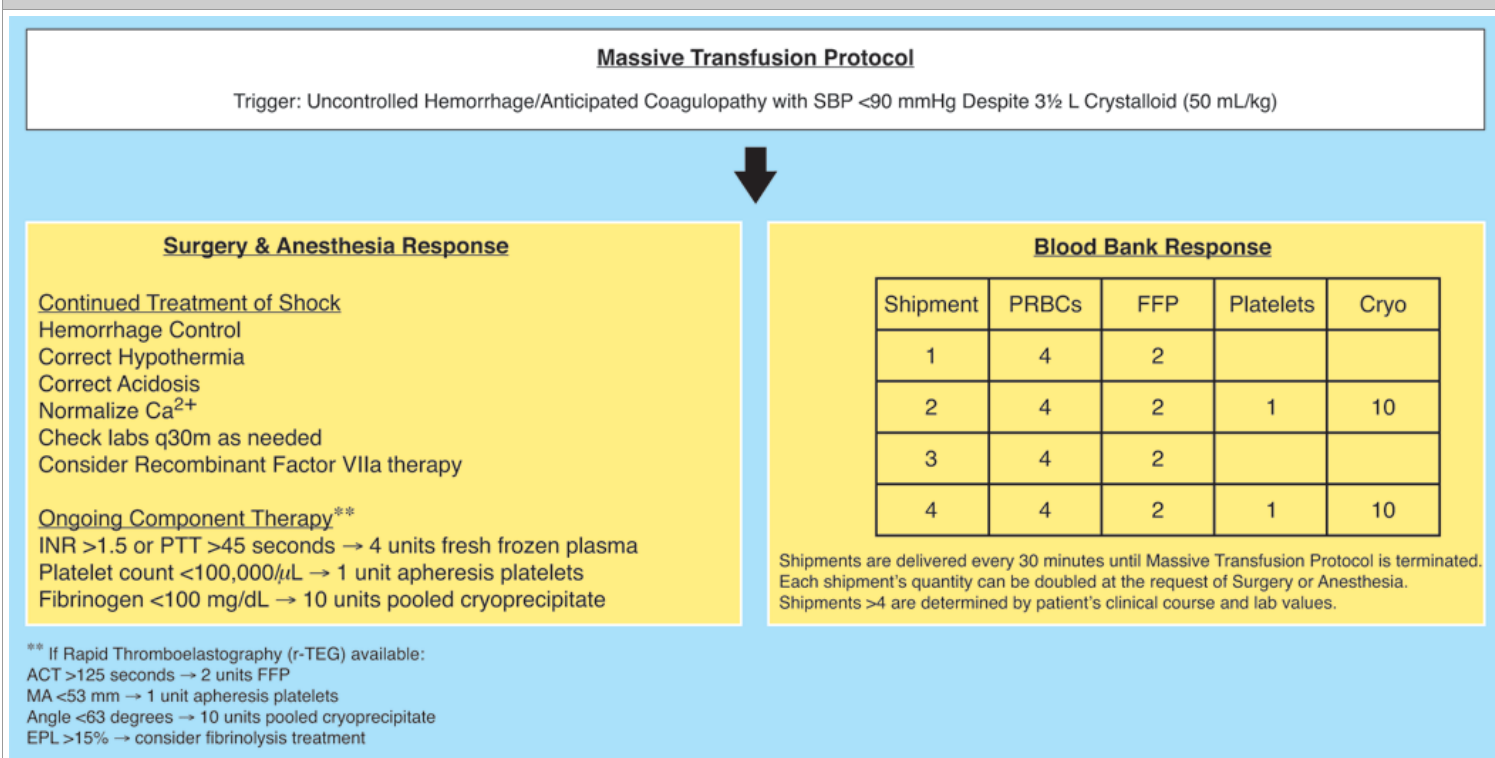 Massive Transfusion Protocol
Trigger: Uncontrolled Hemorrhage/Anticipated Coagulopathy with SBP <90 mmHg Despite 3½ L Crystalloid (50 mL/kg)
Surgery & Anesthesia Response
Continued Treatment of Shock
Hemorrhage Control
Correct Hypothermia
Correct Acidosis
Normalize Ca²⁺
Check labs q30m as needed
Consider Recombinant Factor VIIa therapy
Ongoing Component Therapy**
INR >1.5 or PTT >45 seconds → 4 units fresh frozen plasma
Platelet count <100,000/μL → 1 unit apheresis platelets
Fibrinogen <100 mg/dL → 10 units pooled cryoprecipitate
Blood Bank Response
Shipment PRBCs FFP Platelets Cryo
1 4 2
2 4 2 1 10
3 4 2
4 4 2 1 10
Shipments are delivered every 30 minutes until Massive Transfusion Protocol is terminated.
Each shipment's quantity can be doubled at the request of Surgery or Anesthesia.
Shipments >4 are determined by patient's clinical course and lab values.
** If Rapid Thromboelastography (r-TEG) available:
ACT >125 seconds → 2 units FFP
MA <53 mm → 1 unit apheresis platelets
Angle <63 degrees → 10 units pooled cryoprecipitate
EPL >15% → consider fibrinolysis treatment